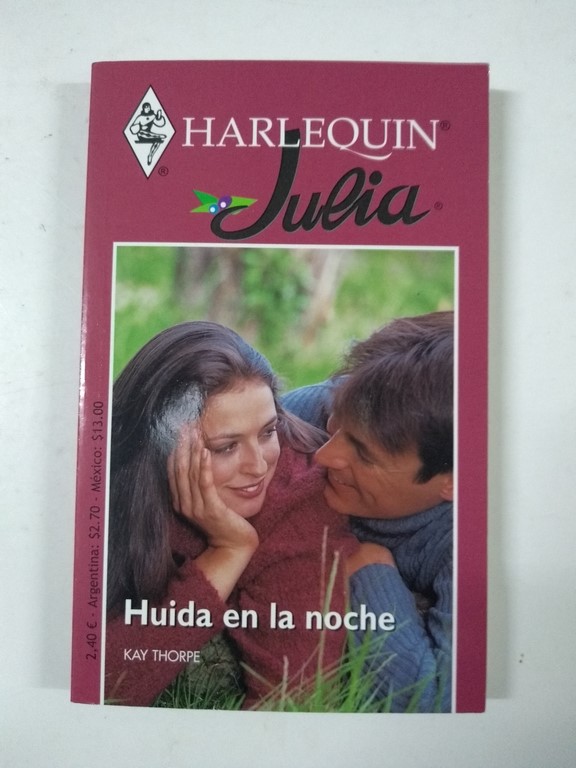 HARLEQUIN®
Julia®
®
2,40 € · Argentina: $2.70 · México: $13.00
Huida en la noche
KAY THORPE